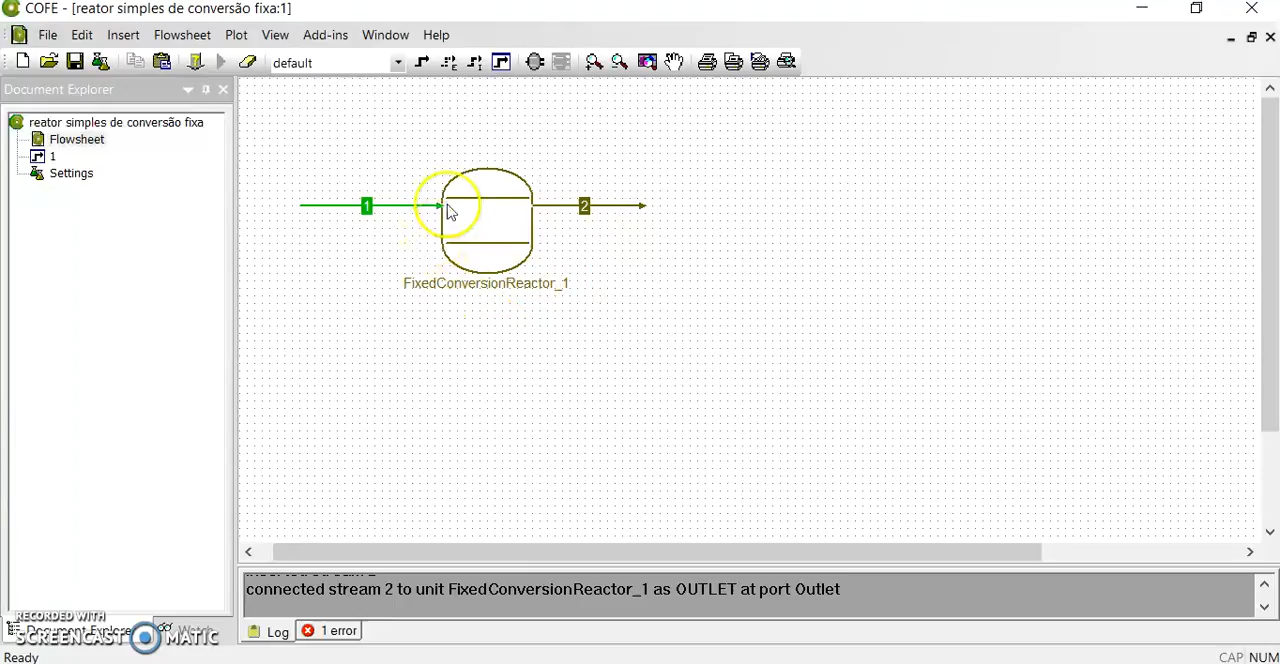 COFE - [reator simples de conversão fixa:1]
File Edit Insert Flowsheet Plot View Add-ins Window Help
default
Document Explorer
reator simples de conversão fixa
Flowsheet
1
Settings
1
2
FixedConversionReactor_1
connected stream 2 to unit FixedConversionReactor_1 as OUTLET at port Outlet
RECORDED WITH
SCREENCAST MATIC
Log 1 error
Ready
CAP NUM